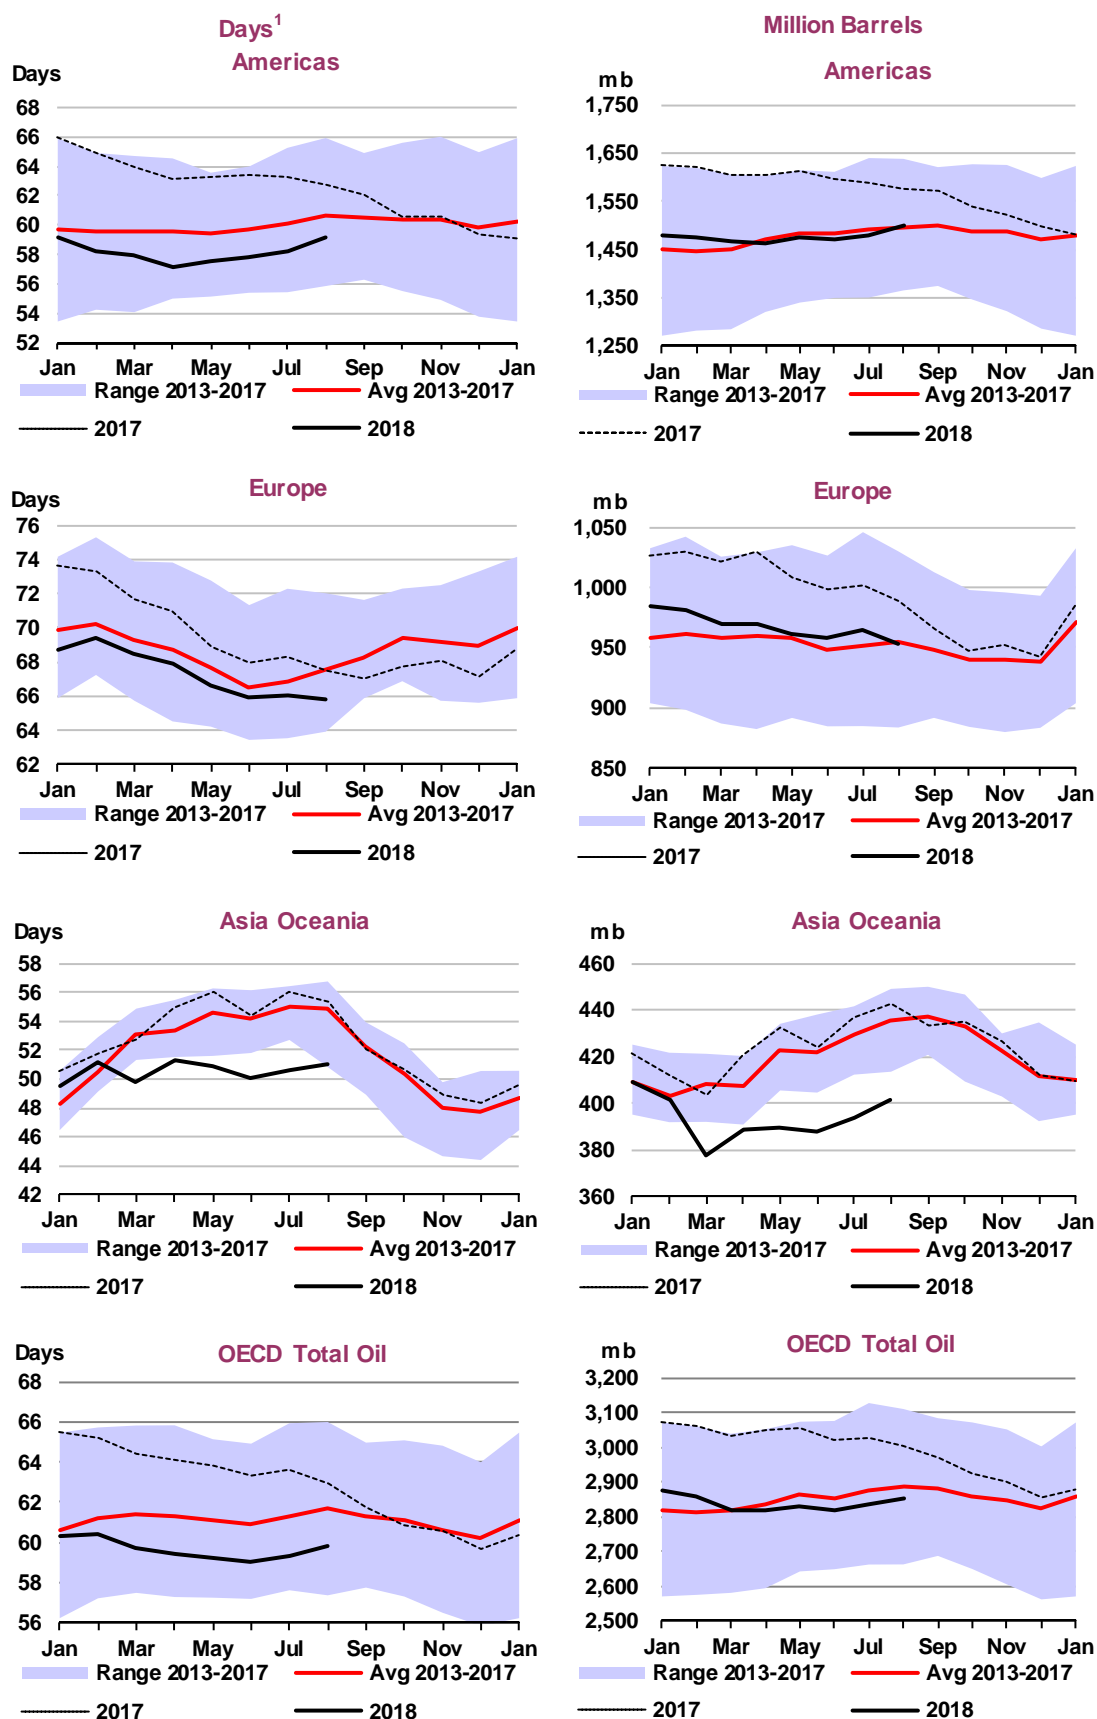 Days¹
Americas
Days
68
66
64
62
60
58
56
54
52
Jan Mar May Jul Sep Nov Jan
Range 2013-2017 Avg 2013-2017
2017 2018
Million Barrels
Americas
mb
1,750
1,650
1,550
1,450
1,350
1,250
Jan Mar May Jul Sep Nov Jan
Range 2013-2017 Avg 2013-2017
2017 2018
Europe
Days
76
74
72
70
68
66
64
62
Jan Mar May Jul Sep Nov Jan
Range 2013-2017 Avg 2013-2017
2017 2018
Europe
mb
1,050
1,000
950
900
850
Jan Mar May Jul Sep Nov Jan
Range 2013-2017 Avg 2013-2017
2017 2018
Asia Oceania
Days
58
56
54
52
50
48
46
44
42
Jan Mar May Jul Sep Nov Jan
Range 2013-2017 Avg 2013-2017
2017 2018
Asia Oceania
mb
460
440
420
400
380
360
Jan Mar May Jul Sep Nov Jan
Range 2013-2017 Avg 2013-2017
2017 2018
OECD Total Oil
Days
68
66
64
62
60
58
56
Jan Mar May Jul Sep Nov Jan
Range 2013-2017 Avg 2013-2017
2017 2018
OECD Total Oil
mb
3,200
3,100
3,000
2,900
2,800
2,700
2,600
2,500
Jan Mar May Jul Sep Nov Jan
Range 2013-2017 Avg 2013-2017
2017 2018